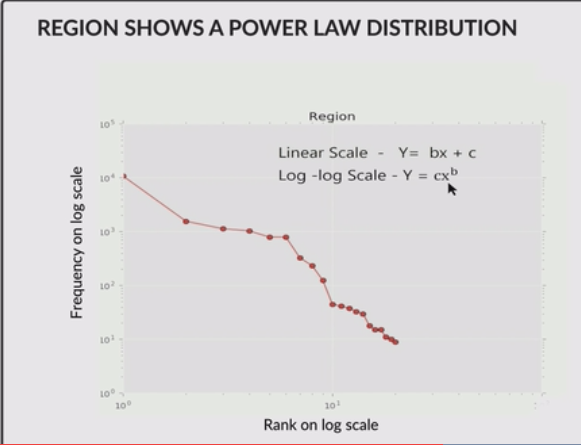 REGION SHOWS A POWER LAW DISTRIBUTION
Region
Linear Scale - Y= bx + c
Log -log Scale - Y = cx^b
Frequency on log scale
10^5
10^4
10^3
10^2
10^1
10^0
10^0 10^1
Rank on log scale